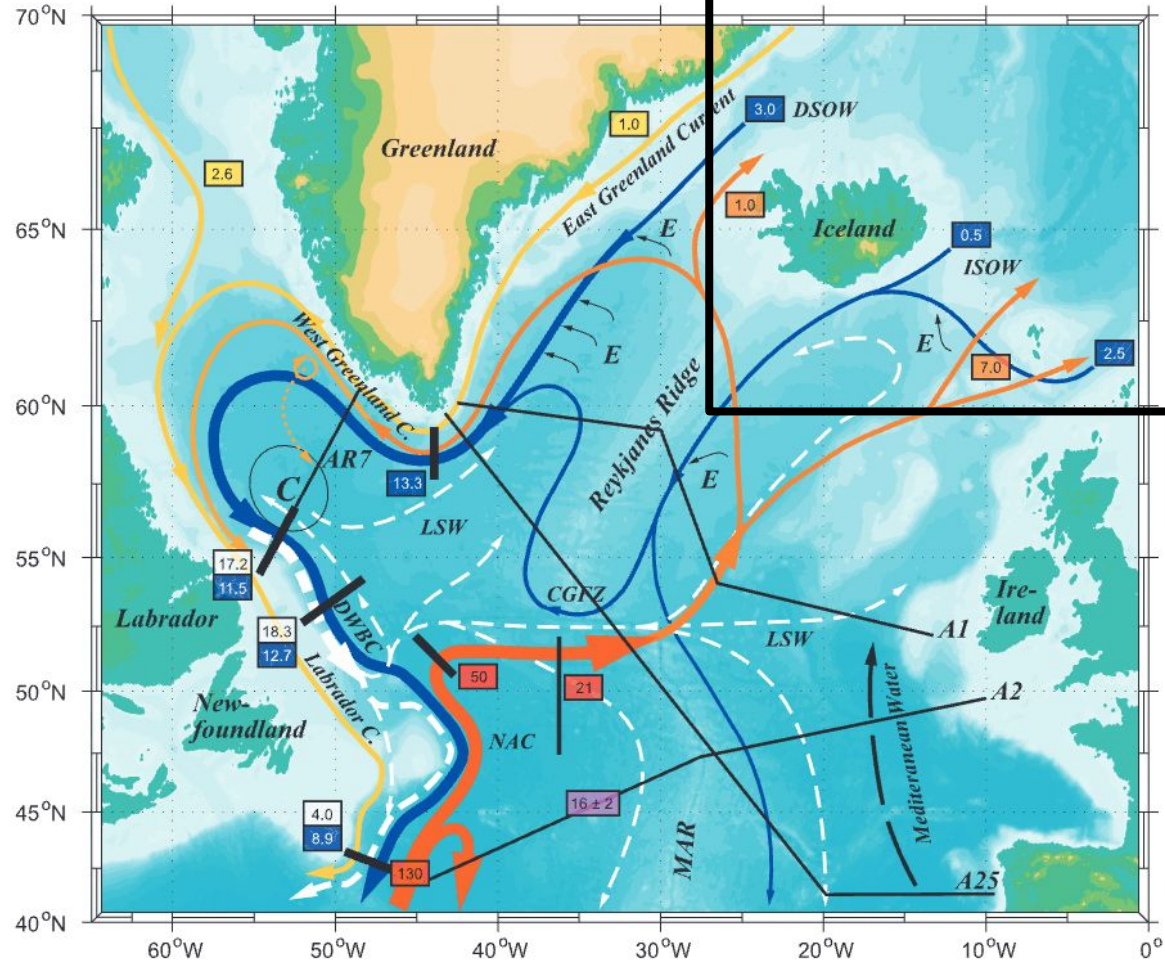 70°N
65°N
60°N
55°N
50°N
45°N
40°N
60°W
50°W
40°W
30°W
20°W
10°W
0°
Greenland
1.0
East Greenland Current
3.0
DSOW
2.6
1.0
Iceland
E
0.5
ISOW
E
2.5
7.0
E
West Greenland C.
Reykjanes Ridge
AR7
C
13.3
E
LSW
17.2
11.5
CGFZ
Labrador
DWBC
18.3
12.7
LSW
Ire-
land
A1
Labrador C.
50
21
New-
foundland
NAC
A2
Mediteranean Water
16 ± 2
4.0
8.9
130
MAR
A25